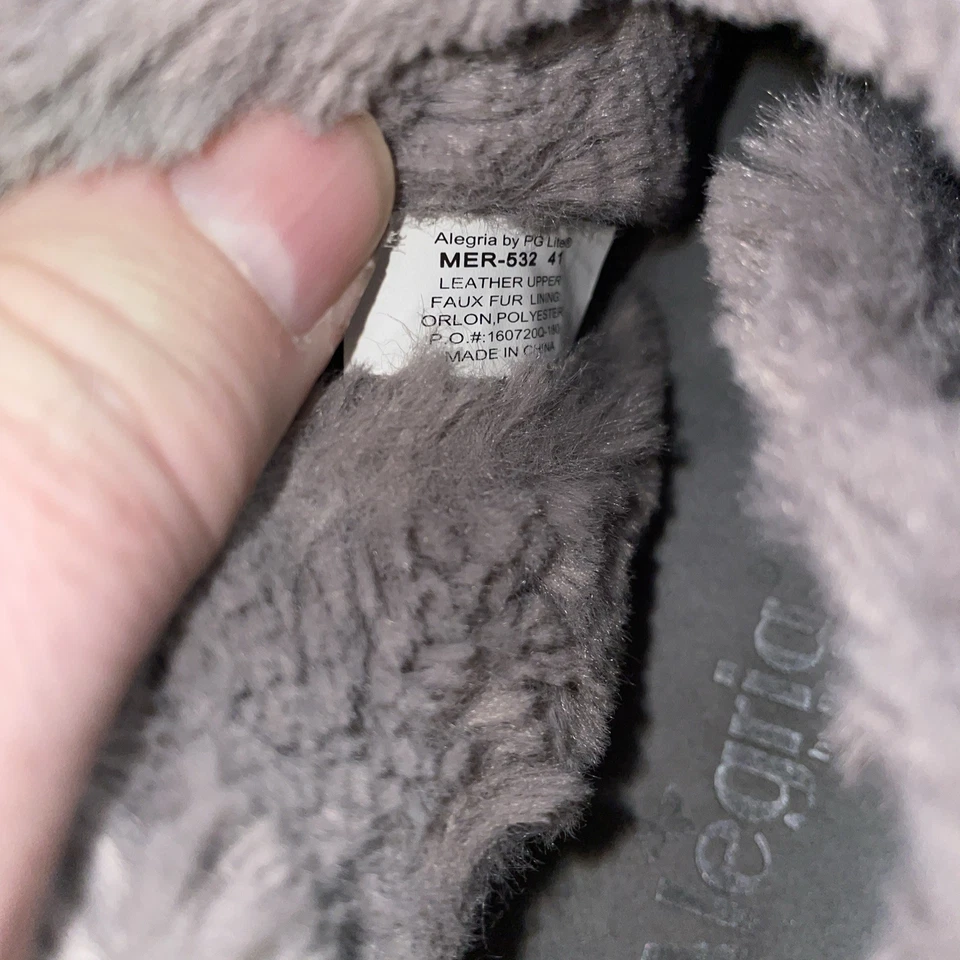 Alegria by PG Lite®
MER-532 41
LEATHER UPPER
FAUX FUR LINING
ORLON,POLYESTER
P.O.#:160720Q-180
MADE IN CHINA
Alegria